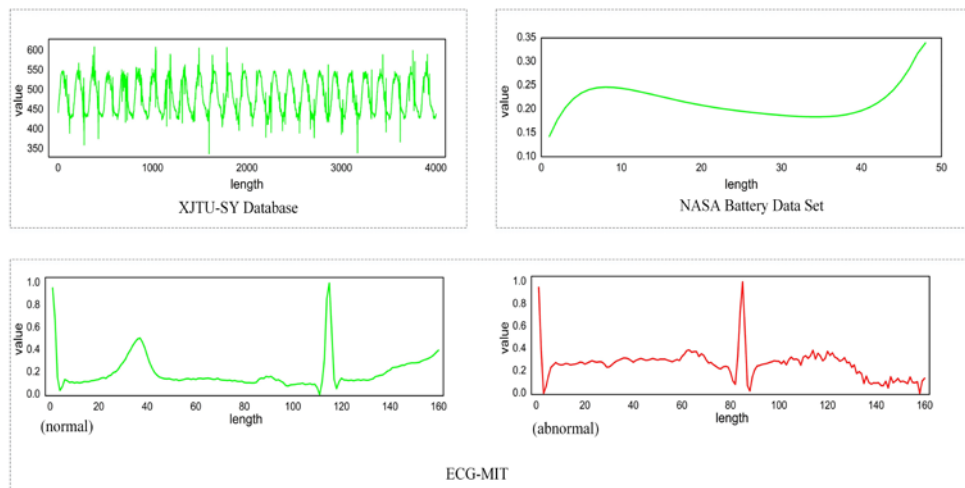 600
550
500
450
400
350
value
0 1000 2000 3000 4000
length
XJTU-SY Database
0.35
0.30
0.25
0.20
0.15
0.10
value
0 10 20 30 40 50
length
NASA Battery Data Set
1.0
0.8
0.6
0.4
0.2
0.0
value
0 20 40 60 80 100 120 140 160
length
(normal)
1.0
0.8
0.6
0.4
0.2
0.0
value
0 20 40 60 80 100 120 140 160
length
(abnormal)
ECG-MIT